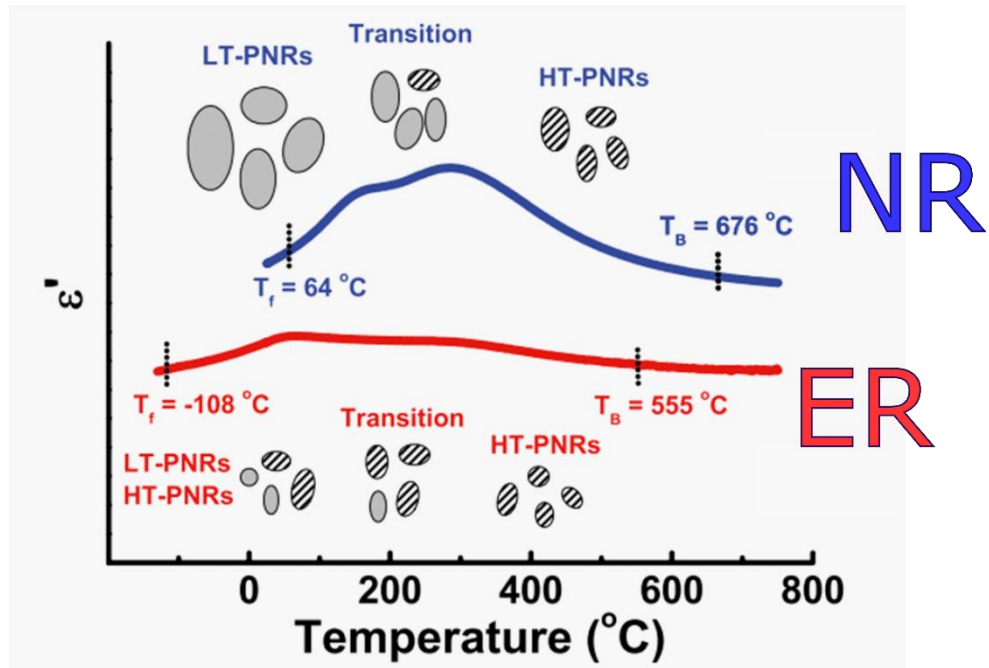 Transition
LT-PNRs
HT-PNRs
NR
T_B = 676 °C
T_f = 64 °C
ε'
ER
T_f = -108 °C
T_B = 555 °C
Transition
HT-PNRs
LT-PNRs
HT-PNRs
0 200 400 600 800
Temperature (°C)